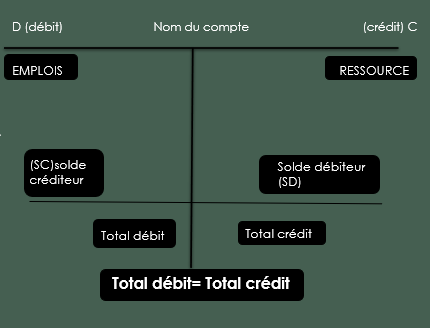 D (débit) Nom du compte (crédit) C
EMPLOIS RESSOURCE
(SC)solde
créditeur
Solde débiteur
(SD)
Total débit Total crédit
Total débit= Total crédit